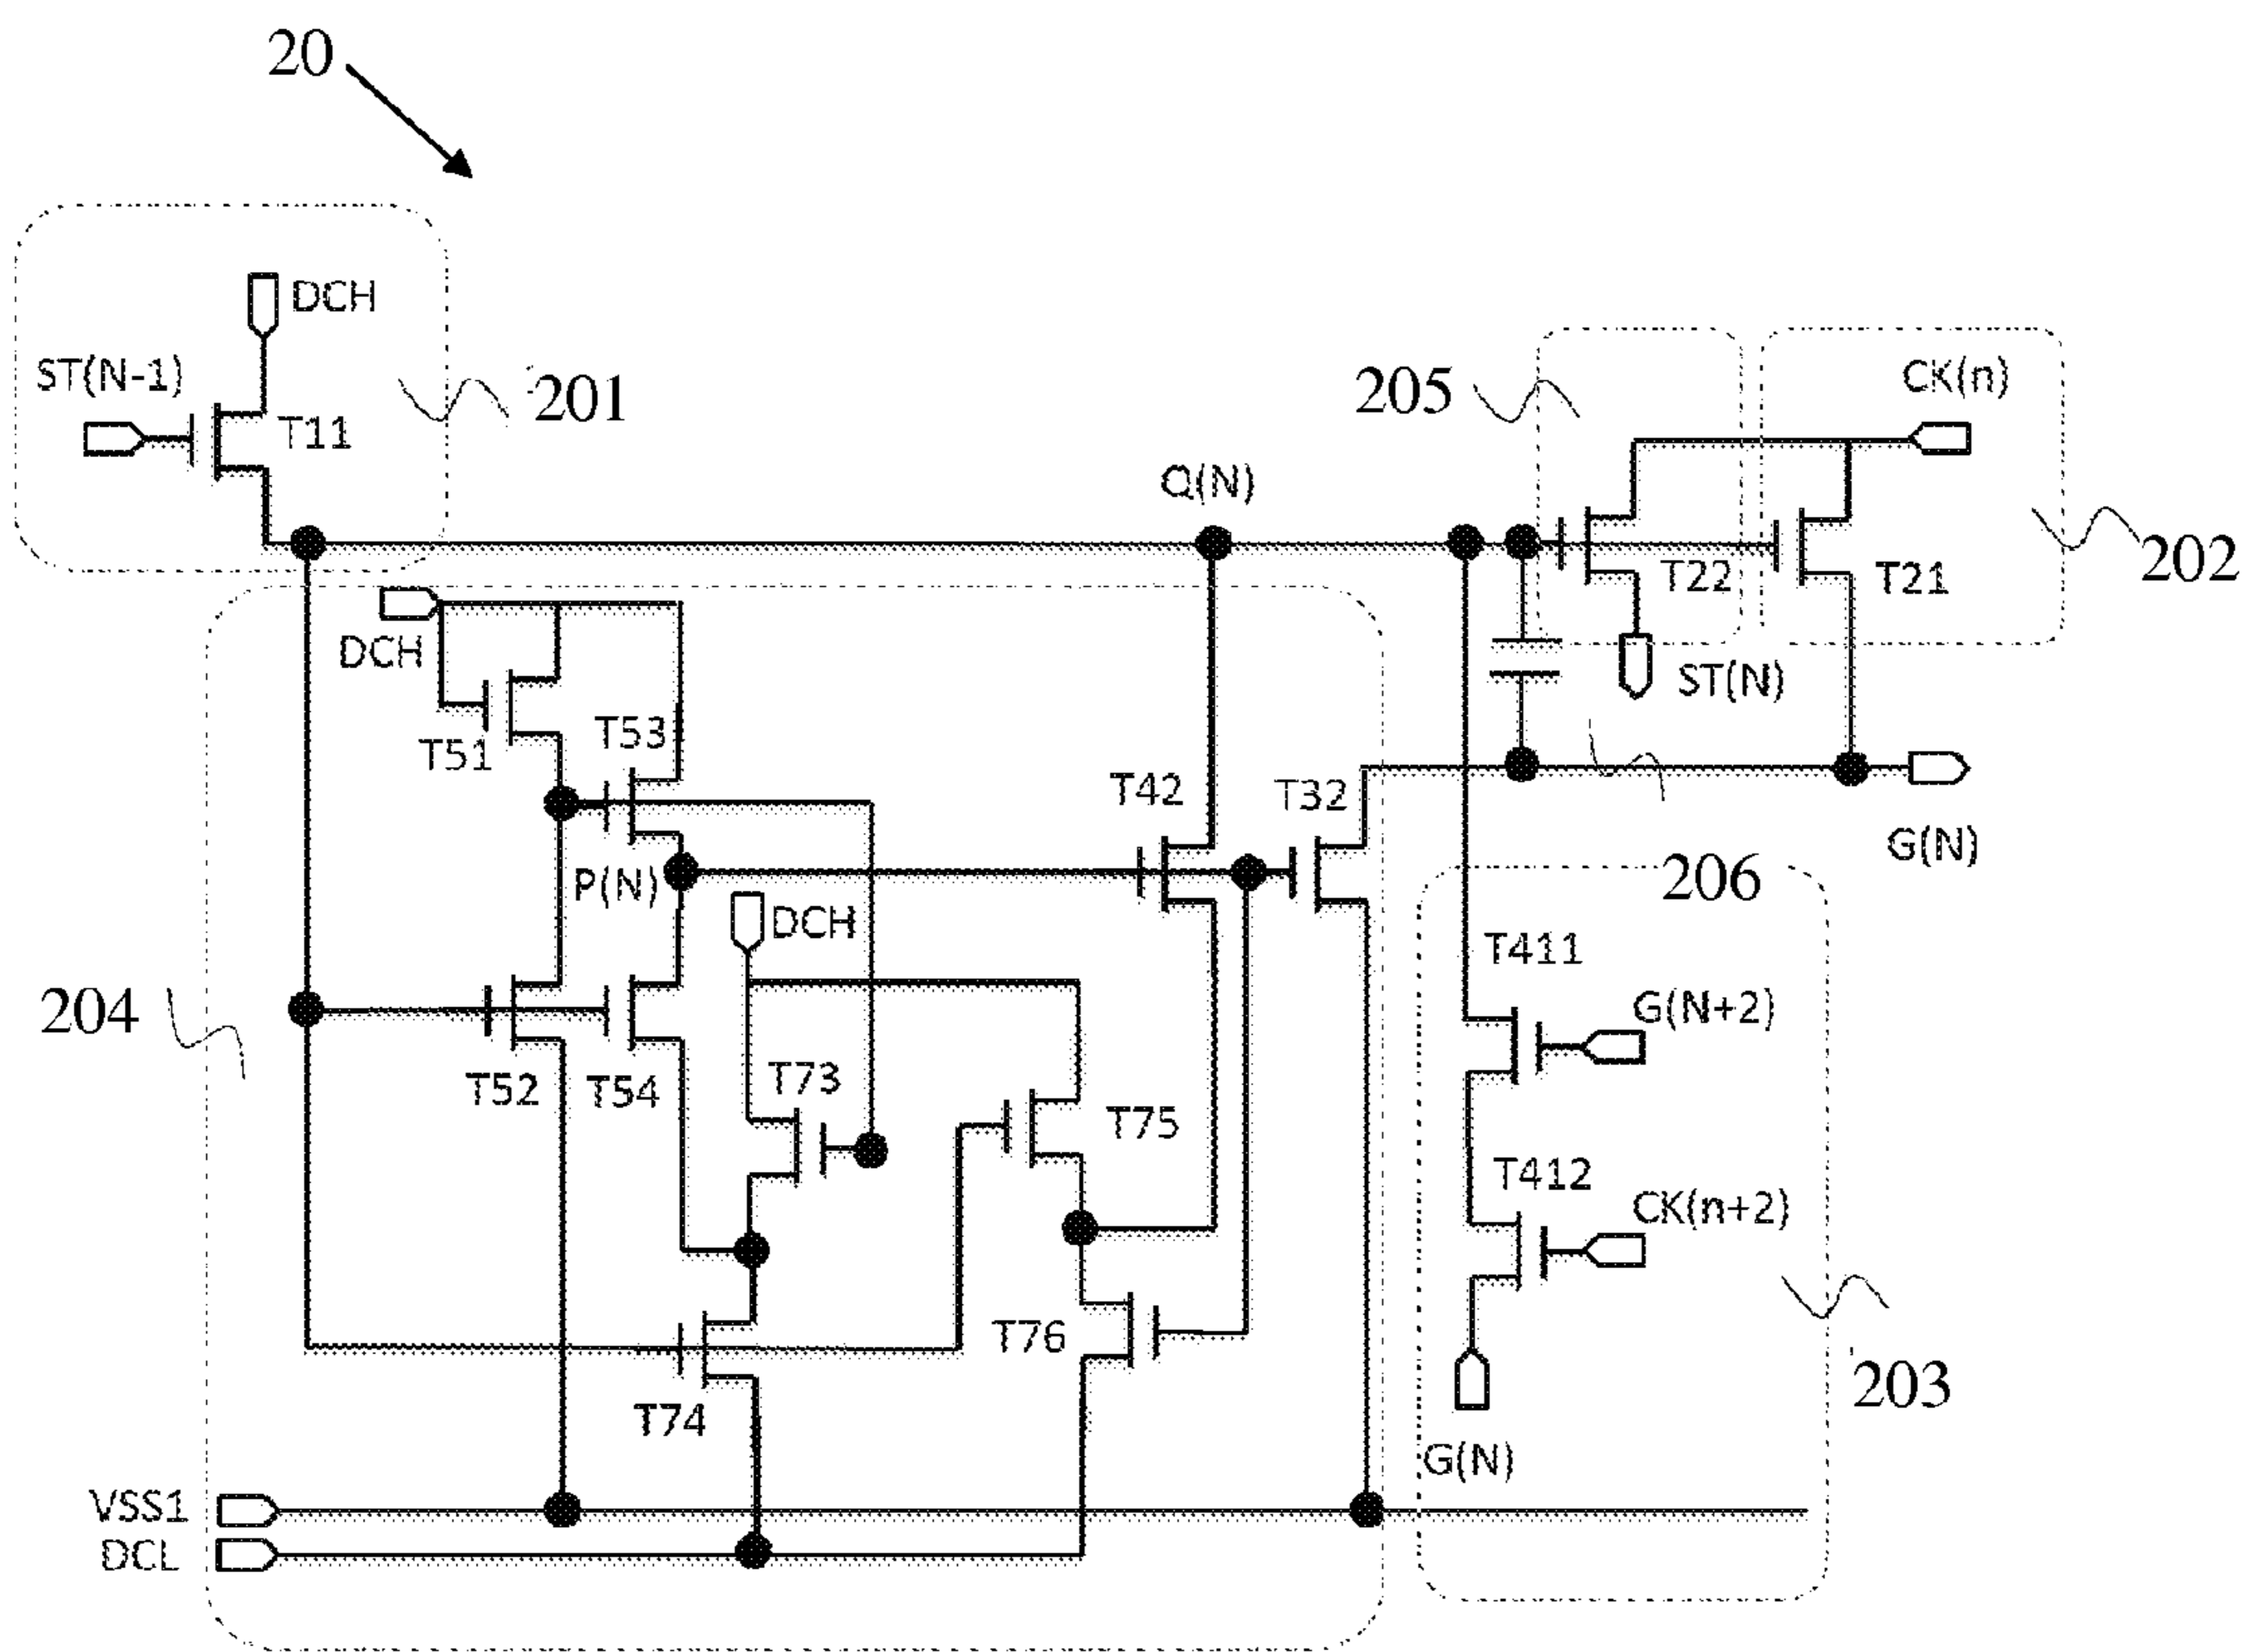 20
DCH
ST(N-1)
T11
201
205
CK(n)
Q(N)
202
T22
T21
DCH
ST(N)
T51
T53
T42
T32
G(N)
P(N)
206
DCH
T411
G(N+2)
204
T52
T54
T73
T75
T412
CK(n+2)
T76
T74
203
G(N)
VSS1
DCL